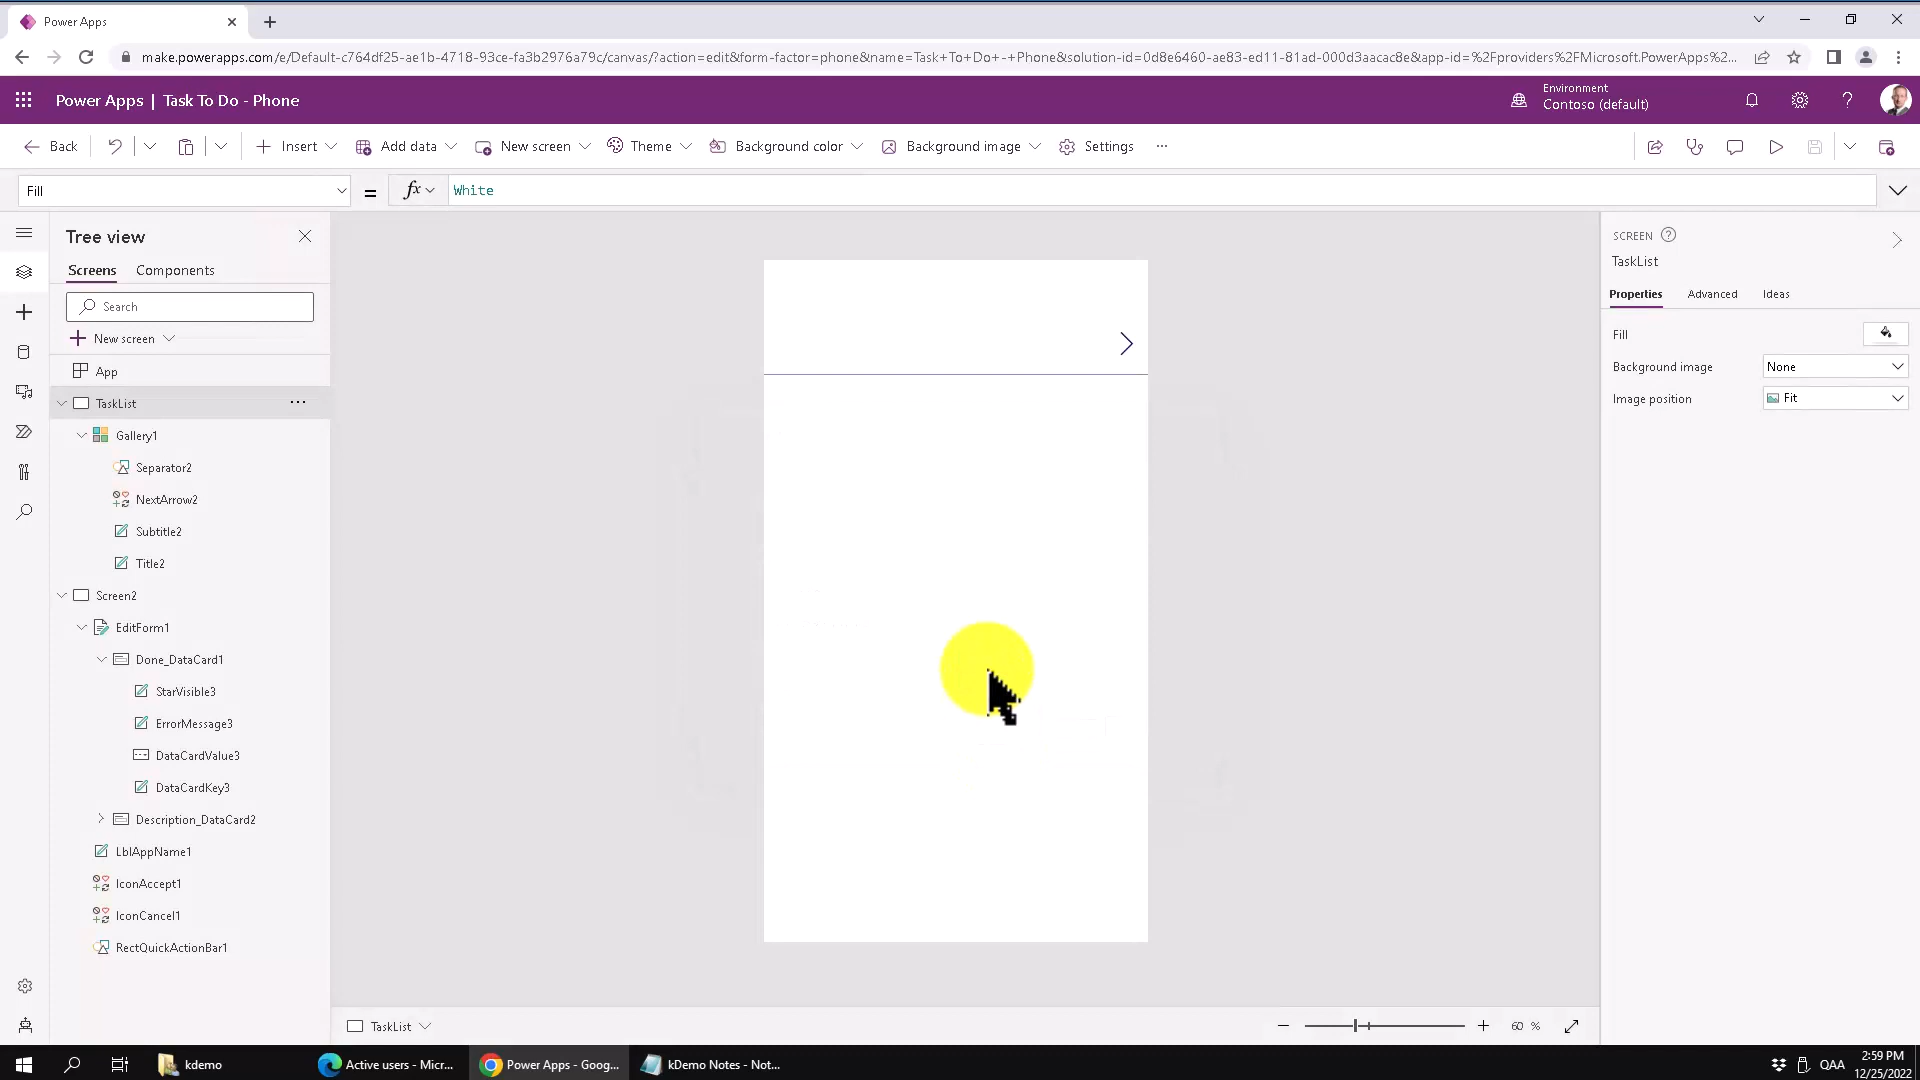 Power Apps
make.powerapps.com/e/Default-c764df25-ae1b-4718-93ce-fa3b2976a79c/canvas/?action=edit&form-factor=phone&name=Task+To+Do+-+Phone&solution-id=0d8e6460-ae83-ed11-81ad-000d3aacac8e&app-id=%2Fproviders%2FMicrosoft.PowerApps%2...
Power Apps | Task To Do - Phone
Environment
Contoso (default)
Back
Insert
Add data
New screen
Theme
Background color
Background image
Settings
Fill
=
fx
White
Tree view
Screens
Components
Search
New screen
App
TaskList
Gallery1
Separator2
NextArrow2
Subtitle2
Title2
Screen2
EditForm1
Done_DataCard1
StarVisible3
ErrorMessage3
DataCardValue3
DataCardKey3
Description_DataCard2
LblAppName1
IconAccept1
IconCancel1
RectQuickActionBar1
SCREEN
TaskList
Properties
Advanced
Ideas
Fill
Background image
None
Image position
Fit
TaskList
60 %
kdemo
Active users - Micr...
Power Apps - Goog...
kDemo Notes - Not...
QAA
2:59 PM
12/25/2022